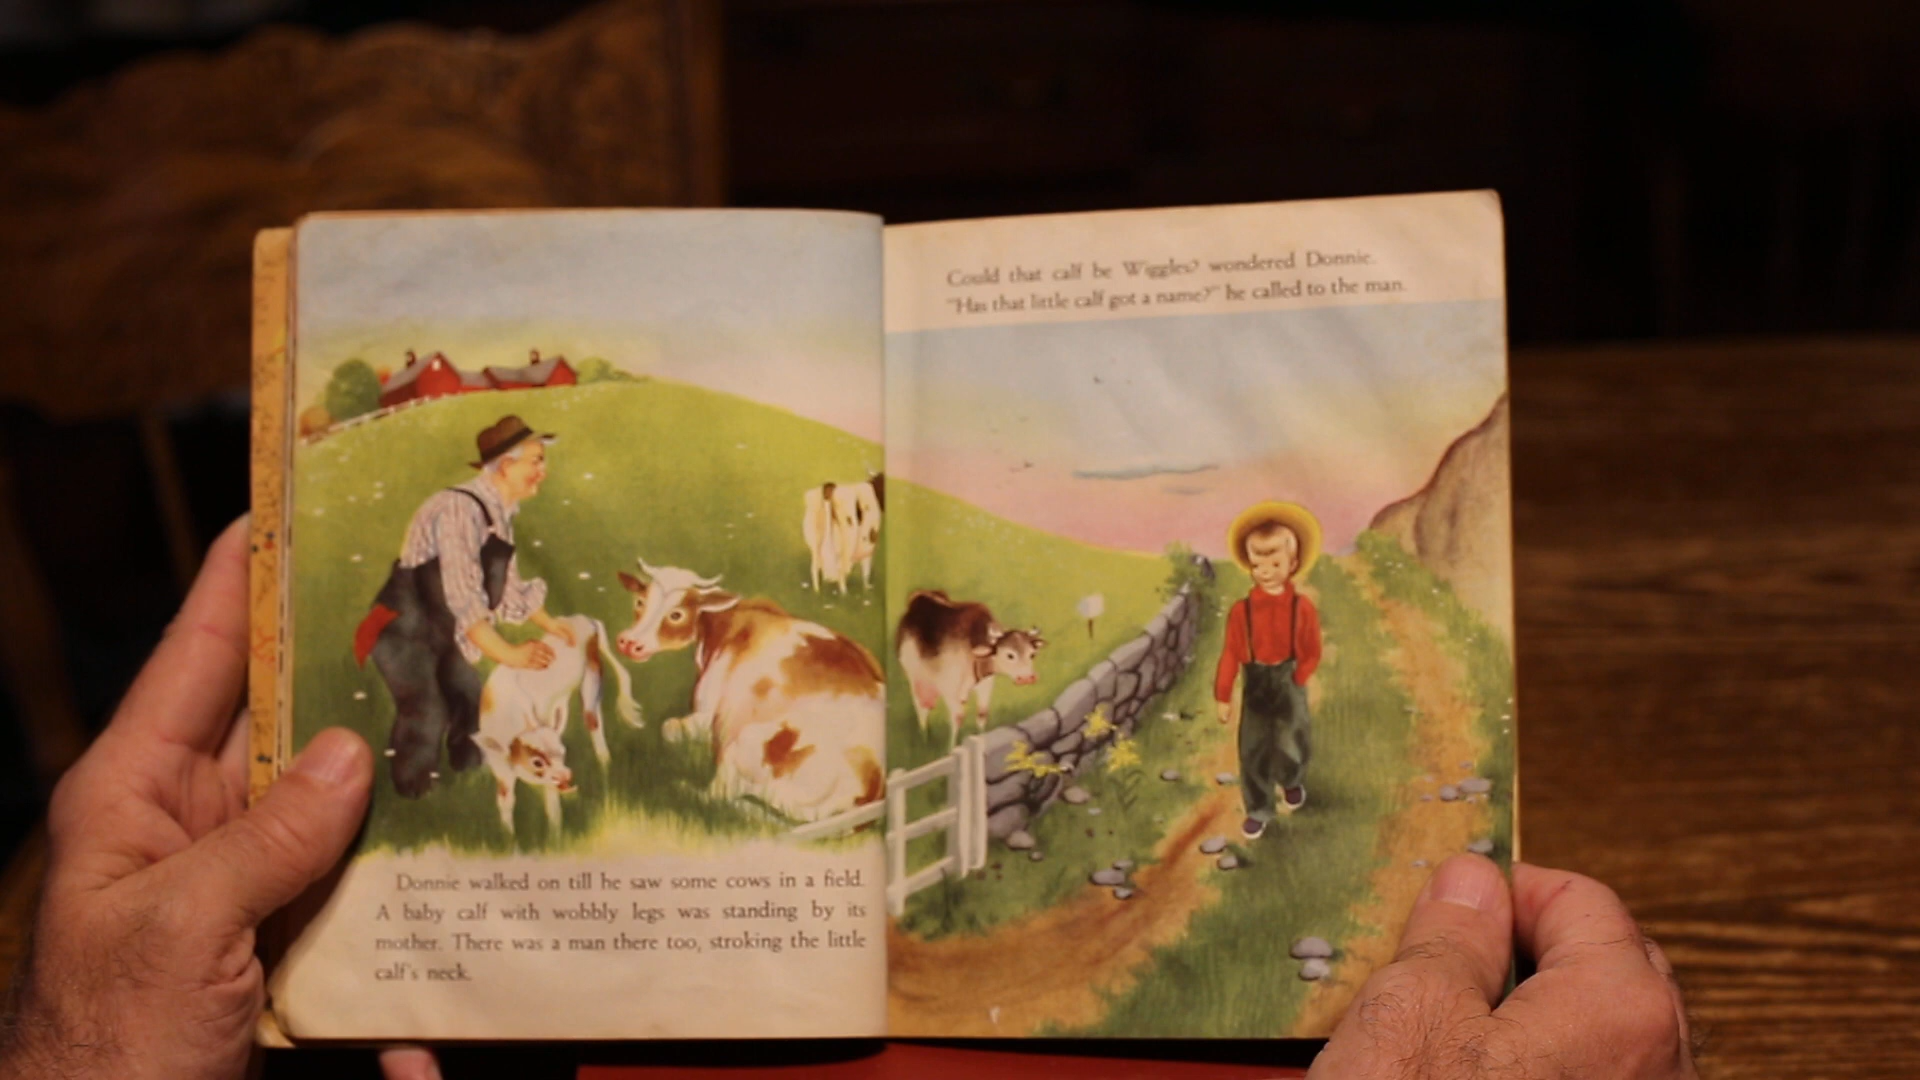 Donnie walked on till he saw some cows in a field.
A baby calf with wobbly legs was standing by its
mother. There was a man there too, stroking the little
calf's neck.
Could that calf be Wiggles? wondered Donnie.
"Has that little calf got a name?" he called to the man.